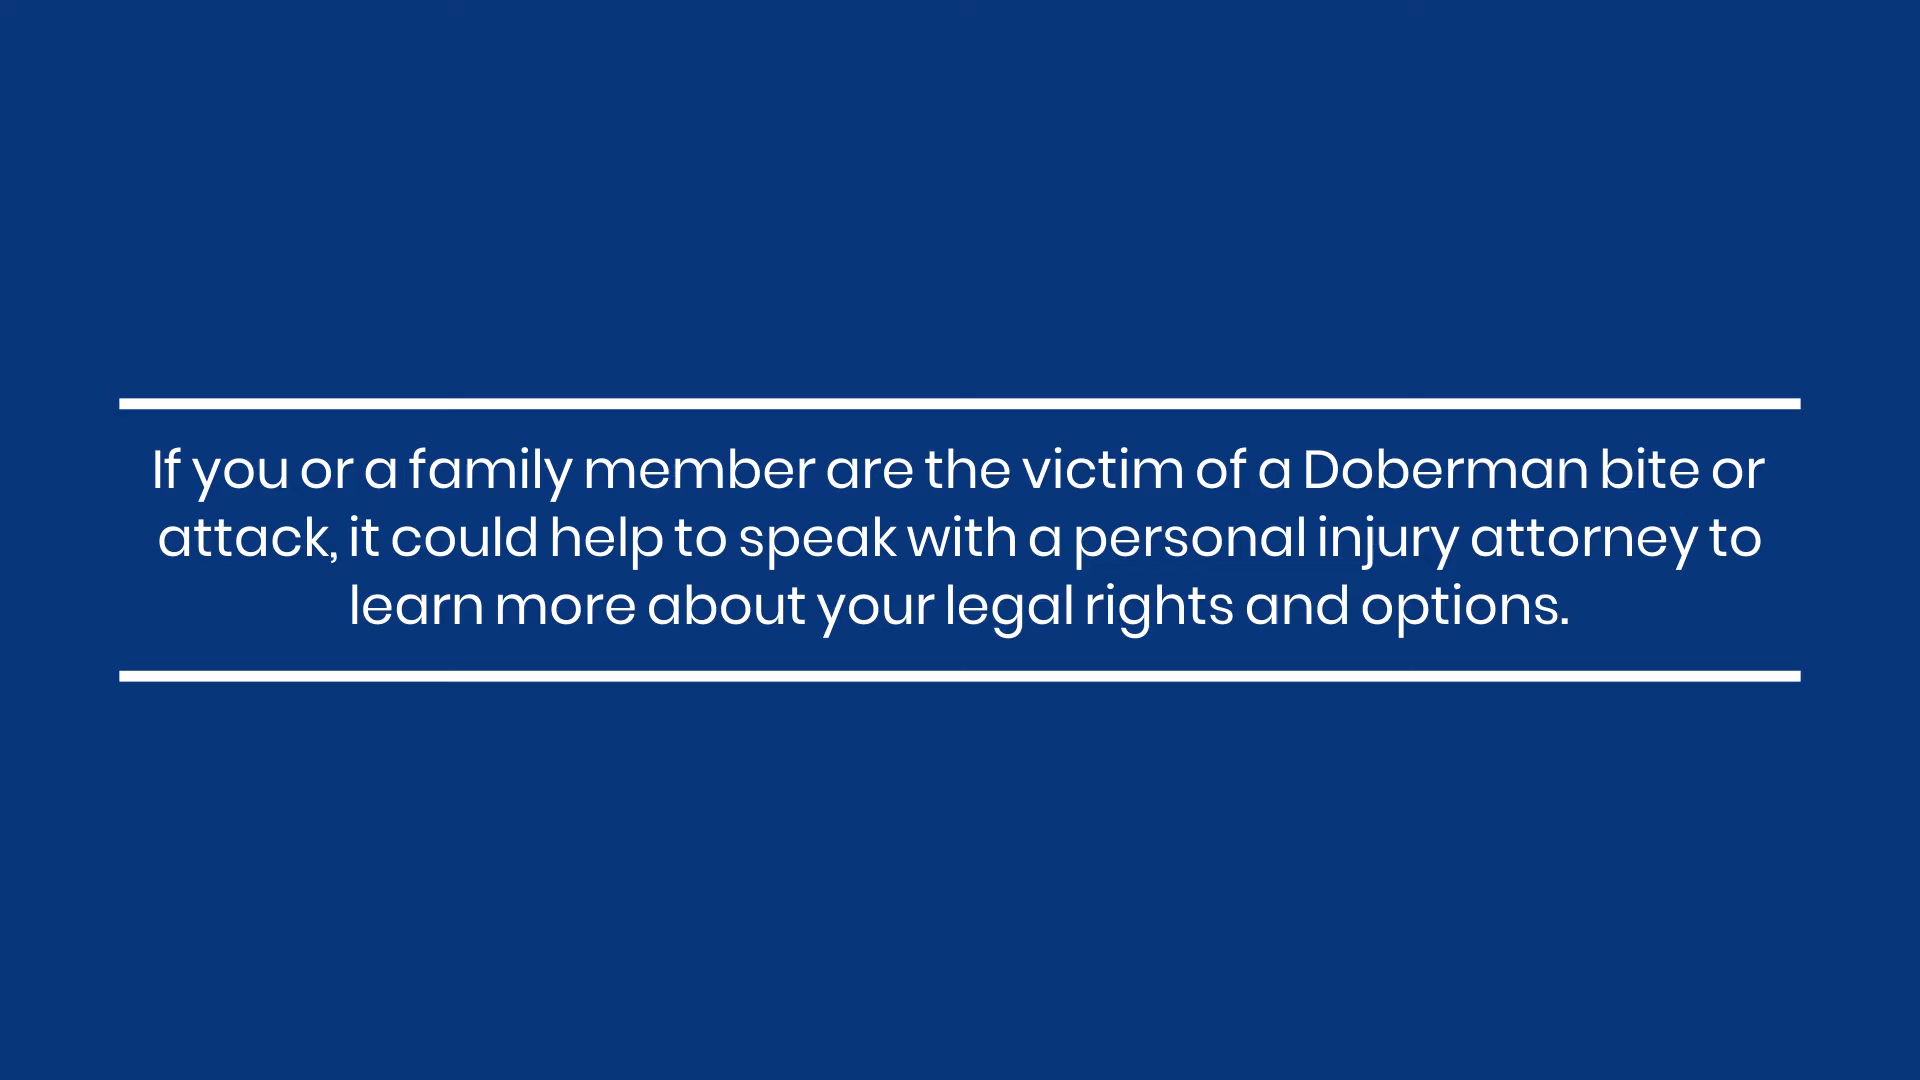 If you or a family member are the victim of a Doberman bite or
attack, it could help to speak with a personal injury attorney to
learn more about your legal rights and options.